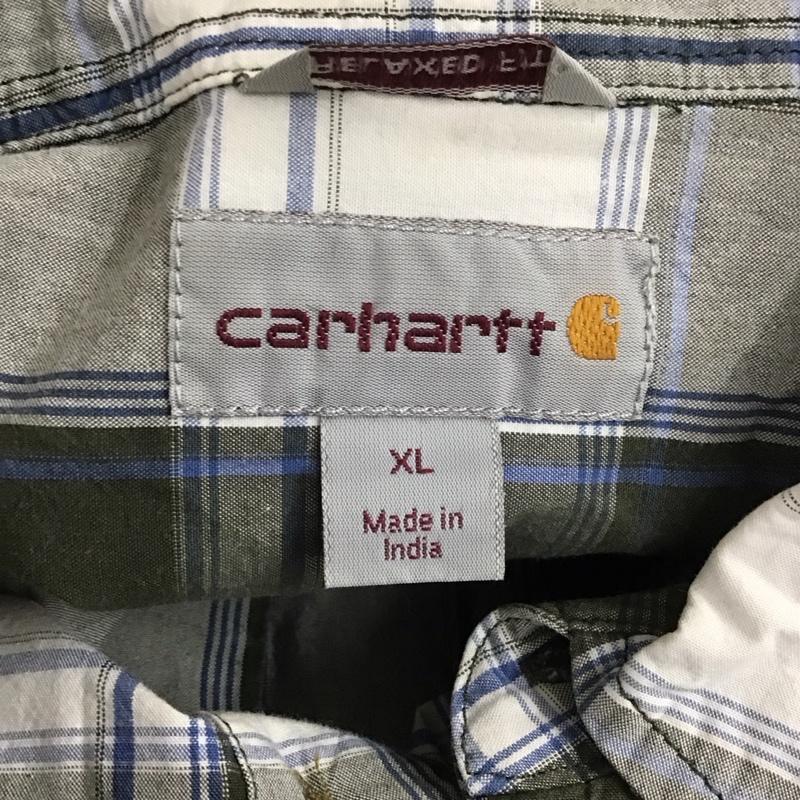 RELAXED FIT
carhartt
XL
Made in
India